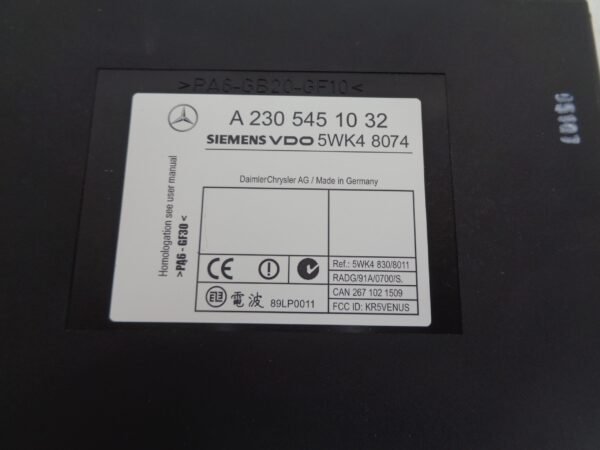 >PA6-GB20-GF10<
A 230 545 10 32
SIEMENS VDO 5WK4 8074
DaimlerChrysler AG / Made in Germany
Homologation see user manual
>PA6 - GF30 <
Ref.: 5WK4 830/8011
RADG/91A/0700/S.
CAN 267 102 1509
FCC ID: KR5VENUS
CE
E13
電波 89LP0011